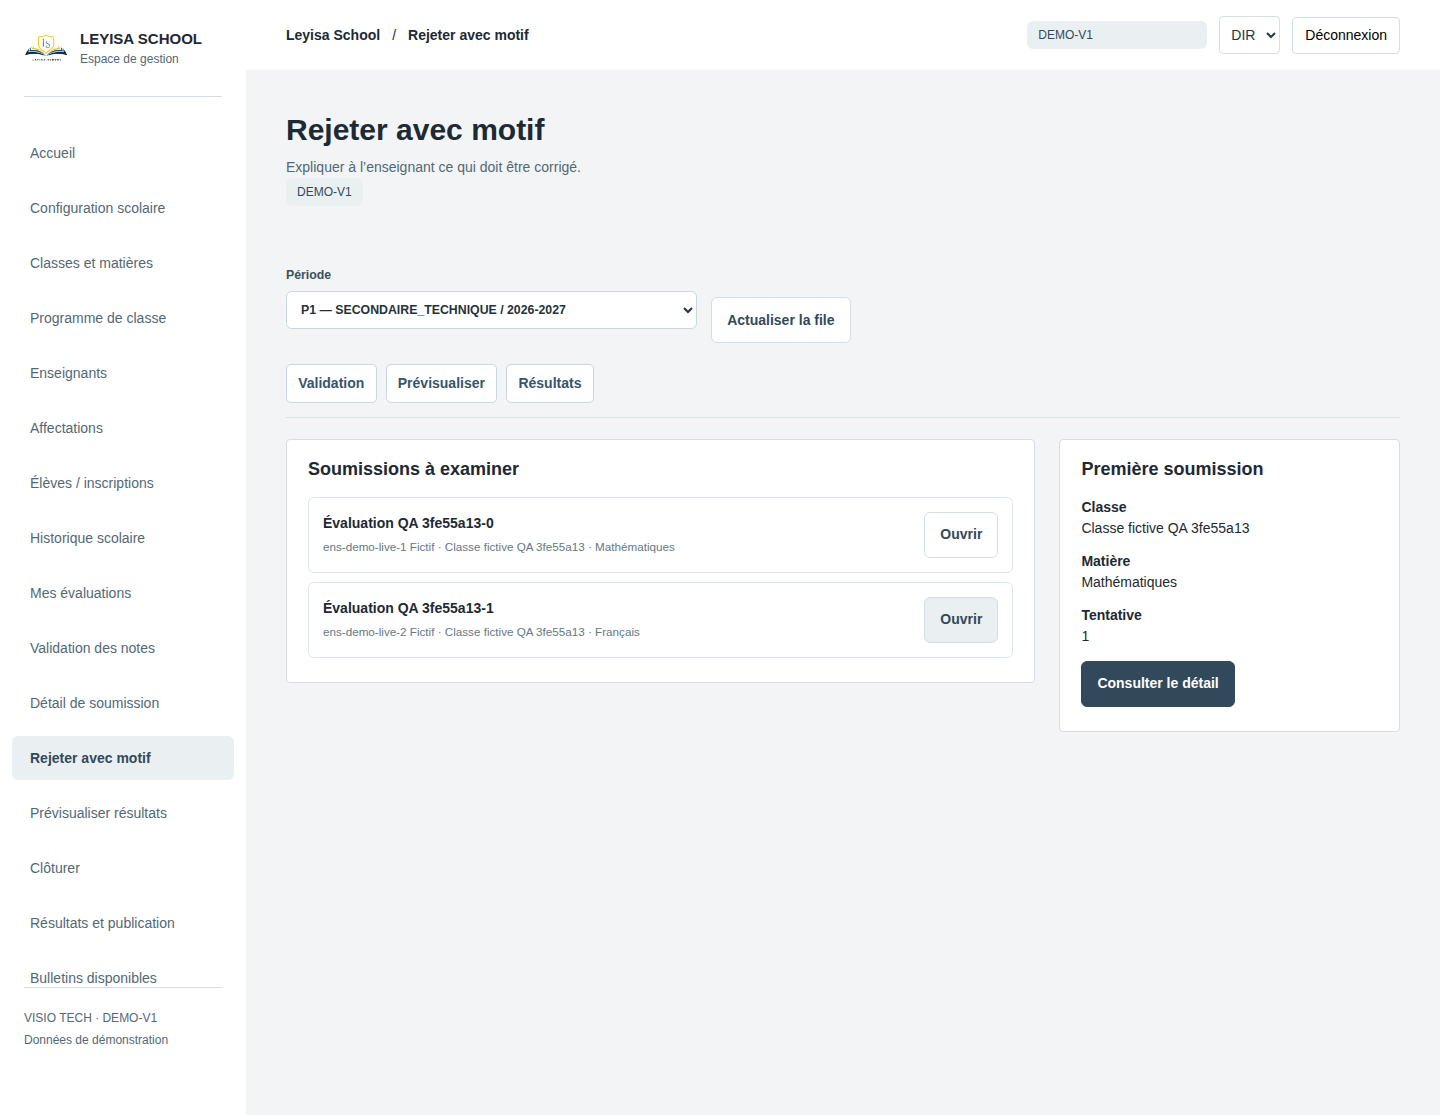 LEYISA SCHOOL
Espace de gestion
Leyisa School / Rejeter avec motif
DEMO-V1
DIR
Déconnexion
Accueil
Configuration scolaire
Classes et matières
Programme de classe
Enseignants
Affectations
Élèves / inscriptions
Historique scolaire
Mes évaluations
Validation des notes
Détail de soumission
Rejeter avec motif
Prévisualiser résultats
Clôturer
Résultats et publication
Bulletins disponibles
VISIO TECH · DEMO-V1
Données de démonstration
Rejeter avec motif
Expliquer à l’enseignant ce qui doit être corrigé.
DEMO-V1
Période
P1 — SECONDAIRE_TECHNIQUE / 2026-2027
Actualiser la file
Validation
Prévisualiser
Résultats
Soumissions à examiner
Évaluation QA 3fe55a13-0
ens-demo-live-1 Fictif · Classe fictive QA 3fe55a13 · Mathématiques
Ouvrir
Évaluation QA 3fe55a13-1
ens-demo-live-2 Fictif · Classe fictive QA 3fe55a13 · Français
Ouvrir
Première soumission
Classe
Classe fictive QA 3fe55a13
Matière
Mathématiques
Tentative
1
Consulter le détail